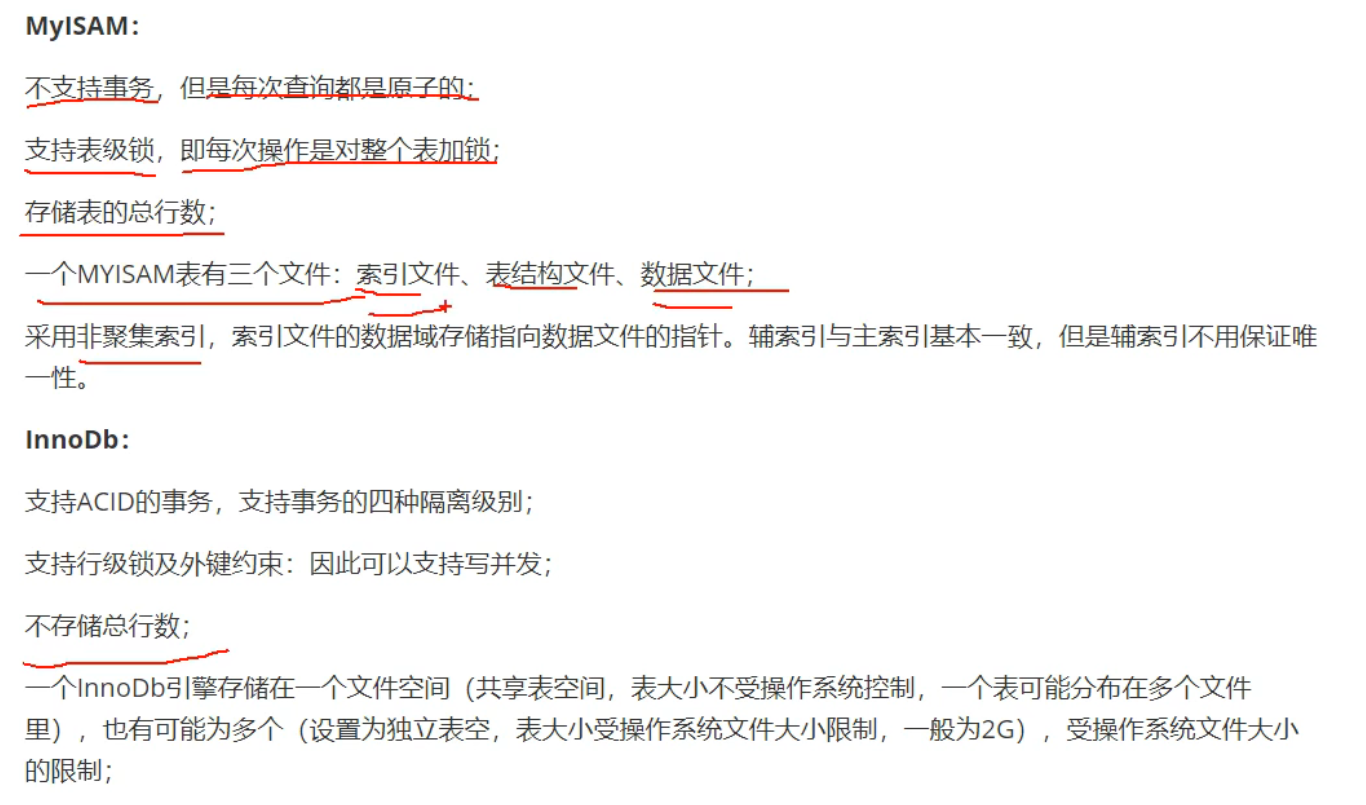 MyISAM：
不支持事务，但是每次查询都是原子的；
支持表级锁，即每次操作是对整个表加锁；
存储表的总行数；
一个MYISAM表有三个文件：索引文件、表结构文件、数据文件；
采用非聚集索引，索引文件的数据域存储指向数据文件的指针。辅索引与主索引基本一致，但是辅索引不用保证唯
一性。
InnoDb：
支持ACID的事务，支持事务的四种隔离级别；
支持行级锁及外键约束：因此可以支持写并发；
不存储总行数；
一个InnoDb引擎存储在一个文件空间（共享表空间，表大小不受操作系统控制，一个表可能分布在多个文件
里），也有可能为多个（设置为独立表空，表大小受操作系统文件大小限制，一般为2G），受操作系统文件大小
的限制；